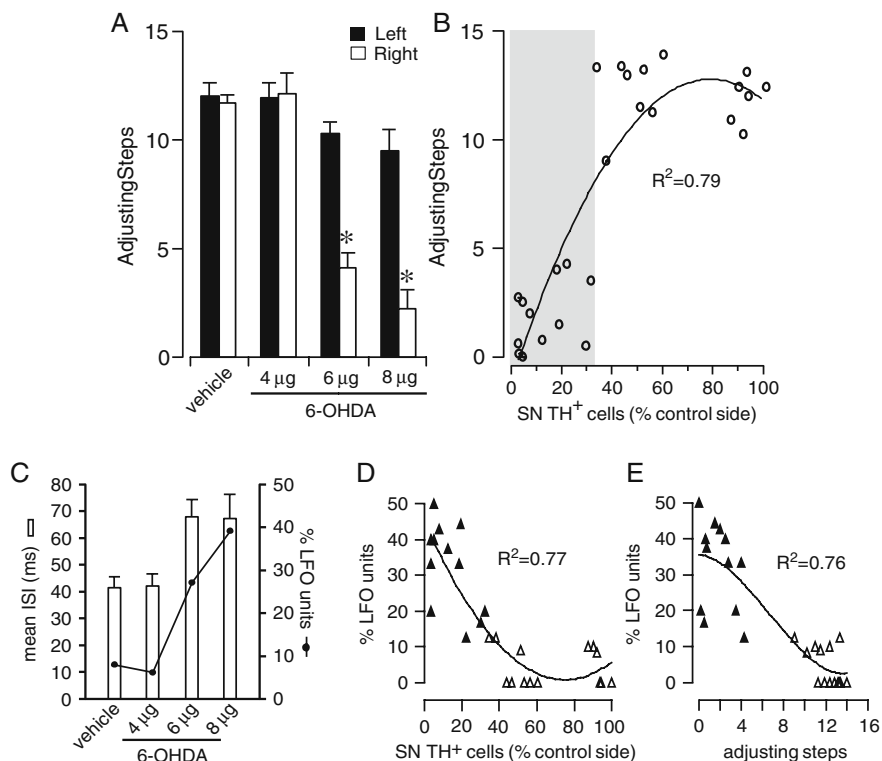 A
Left
Right
15
10
5
0
AdjustingSteps
*
*
vehicle
4 μg
6 μg
8 μg
6-OHDA
B
15
10
5
0
AdjustingSteps
R²=0.79
0 20 40 60 80 100
SN TH⁺ cells (% control side)
C
80
70
60
50
40
30
20
10
0
mean ISI (ms)
50
40
30
20
10
0
% LFO units
vehicle
4 μg
6 μg
8 μg
6-OHDA
D
50
40
30
20
10
0
% LFO units
R²=0.77
0 20 40 60 80 100
SN TH⁺ cells (% control side)
E
50
40
30
20
10
0
% LFO units
R²=0.76
0 4 8 12 16
adjusting steps